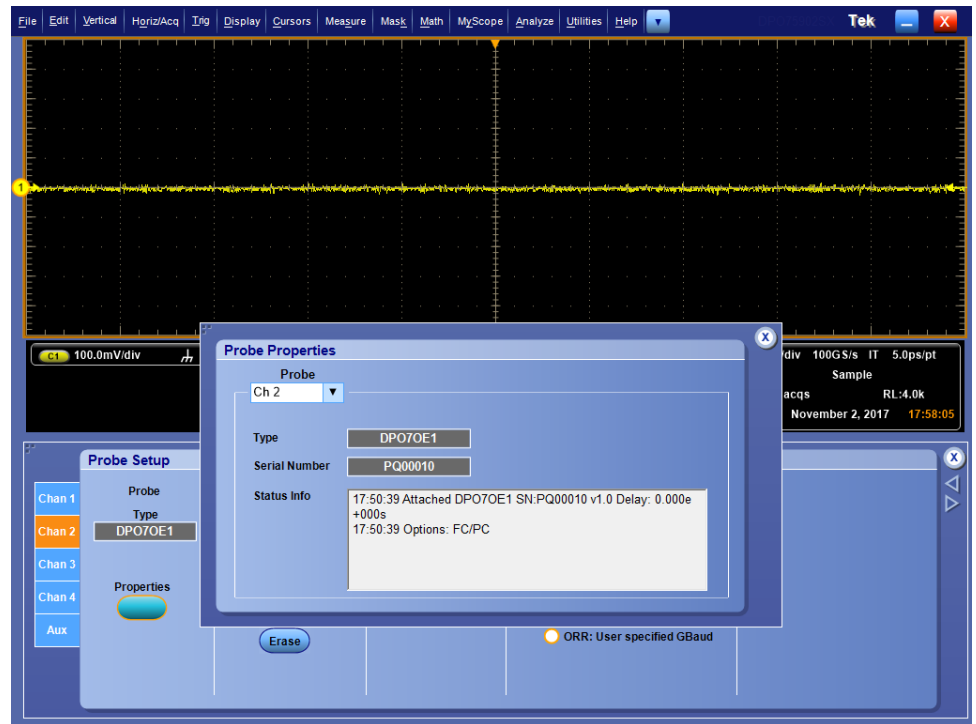 File Edit Vertical Horiz/Acq Trig Display Cursors Measure Mask Math MyScope Analyze Utilities Help Tek X
1
C1 100.0mV/div
/div 100GS/s IT 5.0ps/pt
Sample
acqs RL:4.0k
November 2, 2017 17:58:05
Probe Properties X
Probe
Ch 2
Type DPO7OE1
Serial Number PQ00010
Status Info
17:50:39 Attached DPO7OE1 SN:PQ00010 v1.0 Delay: 0.000e
+000s
17:50:39 Options: FC/PC
Probe Setup X
Chan 1
Chan 2
Chan 3
Chan 4
Aux
Probe
Type
DPO7OE1
Properties
Erase
ORR: User specified GBaud